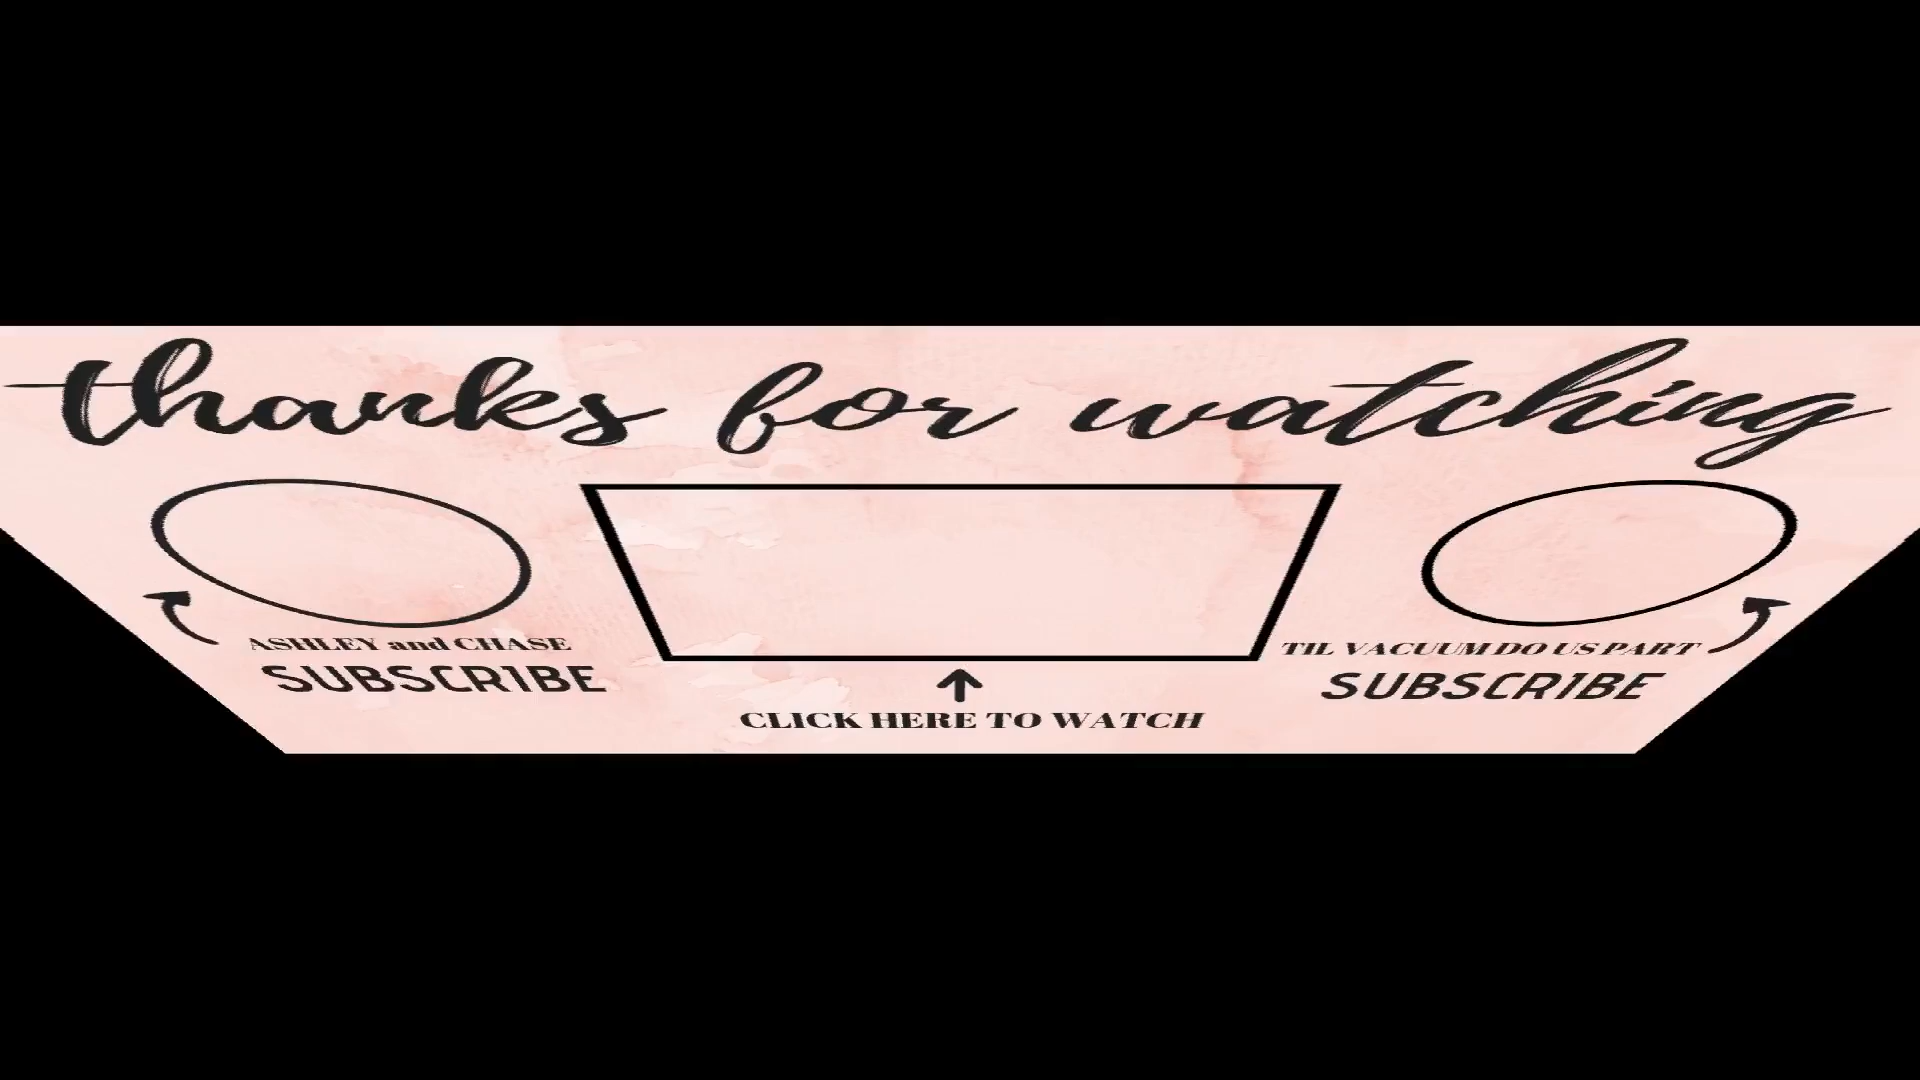 thanks for watching
ASHLEY and CHASE
SUBSCRIBE
TIL VACUUM DO US PART
SUBSCRIBE
CLICK HERE TO WATCH